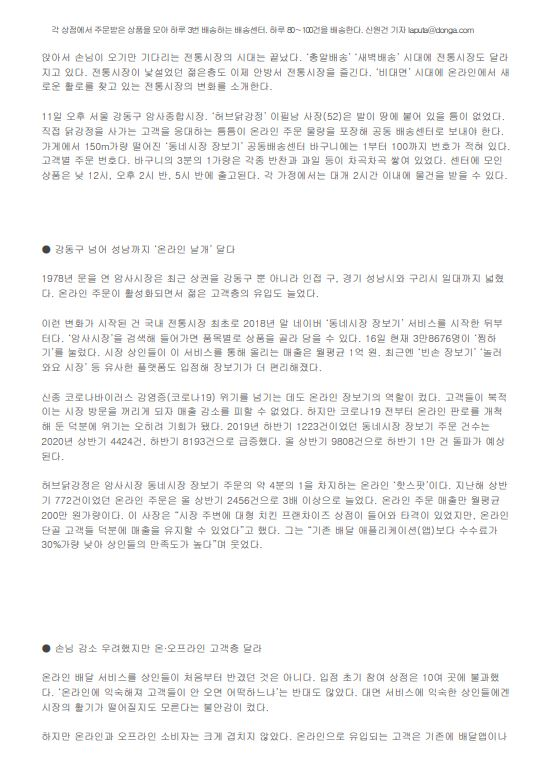 각 상점에서 주문받은 상품을 모아 하루 3번 배송하는 배송센터. 하루 80∼100건을 배송한다. 신원건 기자 laputa@donga.com
앉아서 손님이 오기만 기다리는 전통시장의 시대는 끝났다. '총알배송' '새벽배송' 시대에 전통시장도 달라
지고 있다. 전통시장이 낯설었던 젊은층도 이제 안방서 전통시장을 즐긴다. '비대면' 시대에 온라인에서 새
로운 활로를 찾고 있는 전통시장의 변화를 소개한다.
11일 오후 서울 강동구 암사종합시장. '허브닭강정' 이필남 사장(52)은 발이 땅에 붙어 있을 틈이 없었다.
직접 닭강정을 사가는 고객을 응대하는 틈틈이 온라인 주문 물량을 포장해 공동 배송센터로 보내야 한다.
가게에서 150m가량 떨어진 '동네시장 장보기' 공동배송센터 바구니에는 1부터 100까지 번호가 적혀 있다.
고객별 주문 번호다. 바구니의 3분의 1가량은 각종 반찬과 과일 등이 차곡차곡 쌓여 있었다. 센터에 모인
상품은 낮 12시, 오후 2시 반, 5시 반에 출고된다. 각 가정에서는 대개 2시간 이내에 물건을 받을 수 있다.
● 강동구 넘어 성남까지 '온라인 날개' 달다
1978년 문을 연 암사시장은 최근 상권을 강동구 뿐 아니라 인접 구, 경기 성남시와 구리시 일대까지 넓혔
다. 온라인 주문이 활성화되면서 젊은 고객층의 유입도 늘었다.
이런 변화가 시작된 건 국내 전통시장 최초로 2018년 말 네이버 '동네시장 장보기' 서비스를 시작한 뒤부
터다. '암사시장'을 검색해 들어가면 품목별로 상품을 골라 담을 수 있다. 16일 현재 3만8676명이 '찜하
기'를 눌렀다. 시장 상인들이 이 서비스를 통해 올리는 매출은 월평균 1억 원. 최근엔 '빈손 장보기' '놀러
와요 시장' 등 유사한 플랫폼도 입점해 장보기가 더 편리해졌다.
신종 코로나바이러스 감염증(코로나19) 위기를 넘기는 데도 온라인 장보기의 역할이 컸다. 고객들이 북적
이는 시장 방문을 꺼리게 되자 매출 감소를 피할 수 없었다. 하지만 코로나19 전부터 온라인 판로를 개척
해 둔 덕분에 위기는 오히려 기회가 됐다. 2019년 하반기 1223건이었던 동네시장 장보기 주문 건수는
2020년 상반기 4424건, 하반기 8193건으로 급증했다. 올 상반기 9808건으로 하반기 1만 건 돌파가 예상
된다.
허브닭강정은 암사시장 동네시장 장보기 주문의 약 4분의 1을 차지하는 온라인 '핫스팟'이다. 지난해 상반
기 772건이었던 온라인 주문은 올 상반기 2456건으로 3배 이상으로 늘었다. 온라인 주문 매출만 월평균
200만 원가량이다. 이 사장은 "시장 주변에 대형 치킨 프랜차이즈 상점이 들어와 타격이 있었지만, 온라인
단골 고객들 덕분에 매출을 유지할 수 있었다"고 했다. 그는 "기존 배달 애플리케이션(앱)보다 수수료가
30%가량 낮아 상인들의 만족도가 높다"며 웃었다.
● 손님 감소 우려했지만 온·오프라인 고객층 달라
온라인 배달 서비스를 상인들이 처음부터 반겼던 것은 아니다. 입점 초기 참여 상점은 10여 곳에 불과했
다. '온라인에 익숙해져 고객들이 안 오면 어떡하느냐'는 반대도 많았다. 대면 서비스에 익숙한 상인들에겐
시장의 활기가 떨어질지도 모른다는 불안감이 컸다.
하지만 온라인과 오프라인 소비자는 크게 겹치지 않았다. 온라인으로 유입되는 고객은 기존에 배달앱이나